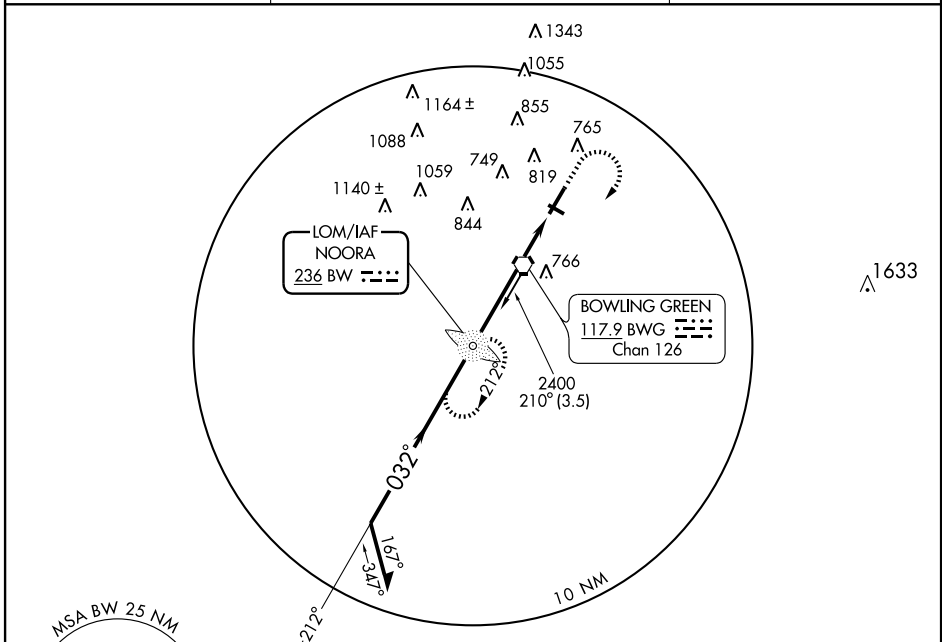 1343
1055
1164 ±
855
1088
765
749
819
1059
1140 ±
844
LOM/IAF
NOORA
236 BW
766
1633
BOWLING GREEN
117.9 BWG
Chan 126
212°
2400
210° (3.5)
032°
167°
347°
10 NM
212°
MSA BW 25 NM